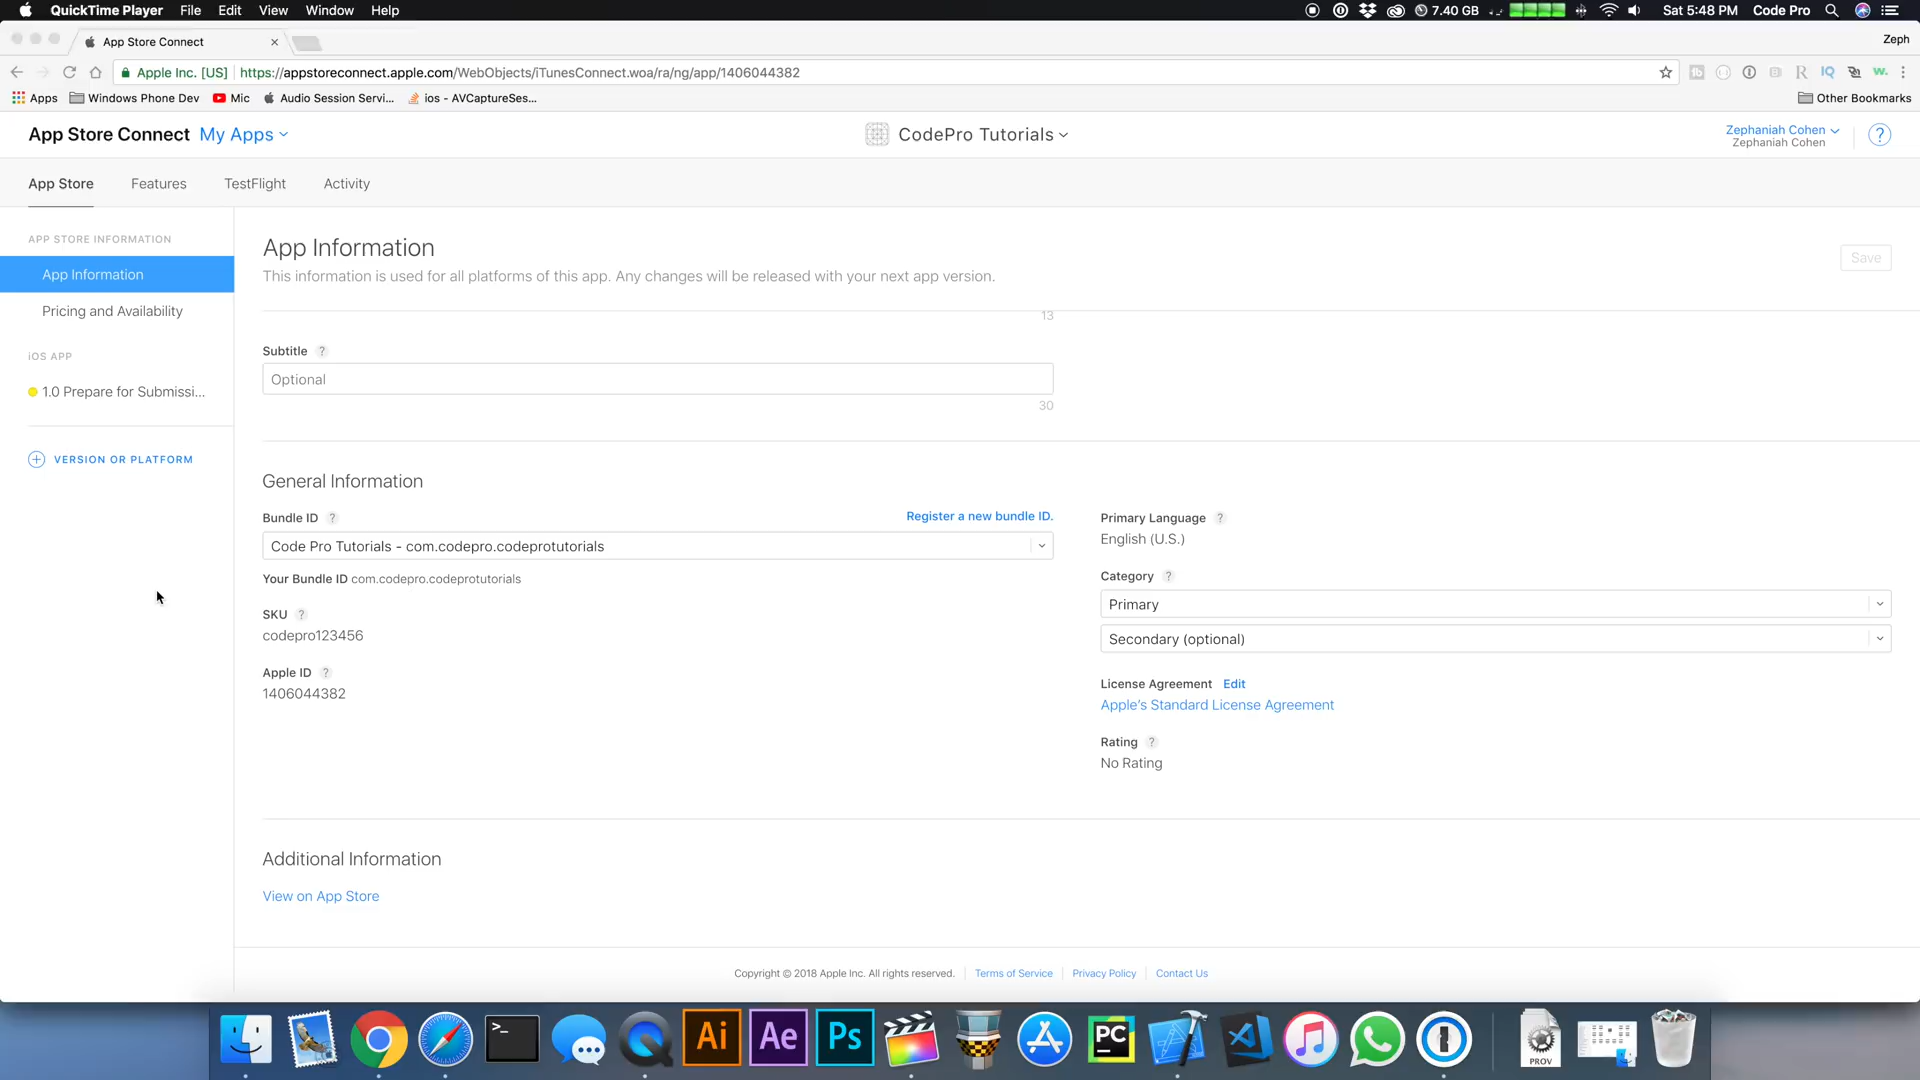 QuickTime Player File Edit View Window Help 7.40 GB Sat 5:48 PM Code Pro
App Store Connect Zeph
Apple Inc. [US] https://appstoreconnect.apple.com/WebObjects/iTunesConnect.woa/ra/ng/app/1406044382
Apps Windows Phone Dev Mic Audio Session Servi... ios - AVCaptureSes... Other Bookmarks
App Store Connect My Apps CodePro Tutorials Zephaniah Cohen ?
Zephaniah Cohen
App Store Features TestFlight Activity
APP STORE INFORMATION
App Information
Pricing and Availability
iOS APP
1.0 Prepare for Submissi...
VERSION OR PLATFORM
App Information
This information is used for all platforms of this app. Any changes will be released with your next app version.
Save
13
Subtitle ?
Optional
30
General Information
Bundle ID ? Register a new bundle ID.
Code Pro Tutorials - com.codepro.codeprotutorials
Your Bundle ID com.codepro.codeprotutorials
SKU ?
codepro123456
Apple ID ?
1406044382
Primary Language ?
English (U.S.)
Category ?
Primary
Secondary (optional)
License Agreement Edit
Apple's Standard License Agreement
Rating ?
No Rating
Additional Information
View on App Store
Copyright © 2018 Apple Inc. All rights reserved. Terms of Service Privacy Policy Contact Us
Ai Ae Ps PC PROV